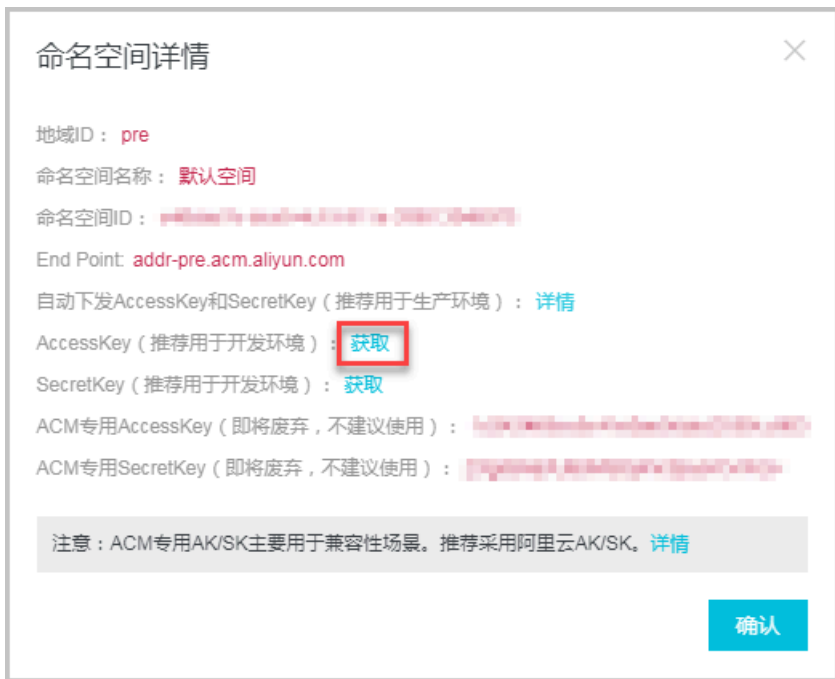 命名空间详情
地域ID： pre
命名空间名称： 默认空间
命名空间ID：
End Point: addr-pre.acm.aliyun.com
自动下发AccessKey和SecretKey（推荐用于生产环境）： 详情
AccessKey（推荐用于开发环境）： 获取
SecretKey（推荐用于开发环境）： 获取
ACM专用AccessKey（即将废弃，不建议使用）：
ACM专用SecretKey（即将废弃，不建议使用）：
注意：ACM专用AK/SK主要用于兼容性场景。推荐采用阿里云AK/SK。详情
确认